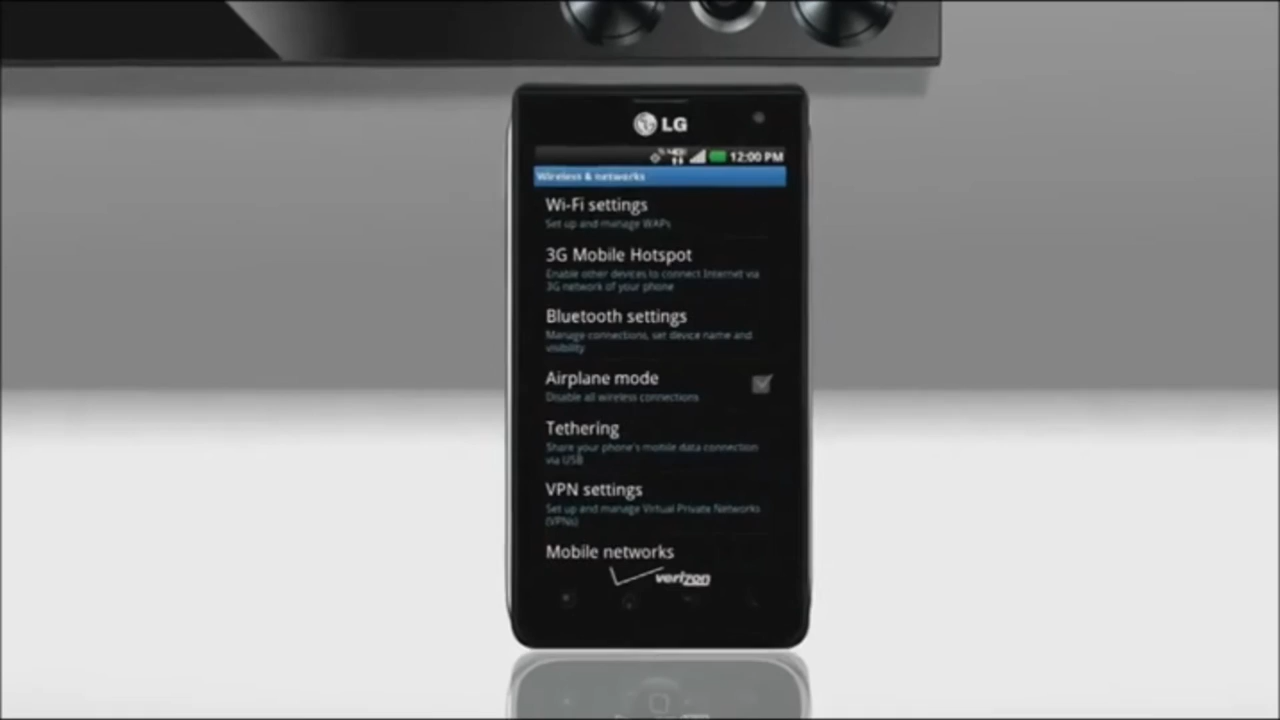 LG
12:00 PM
Wireless & networks
Wi-Fi settings
Set up and manage WAPs
3G Mobile Hotspot
Enable other devices to connect Internet via
3G network of your phone
Bluetooth settings
Manage connections, set device name and
visibility
Airplane mode
Disable all wireless connections
Tethering
Share your phone's mobile data connection
via USB
VPN settings
Set up and manage Virtual Private Networks
(VPNs)
Mobile networks
verizon